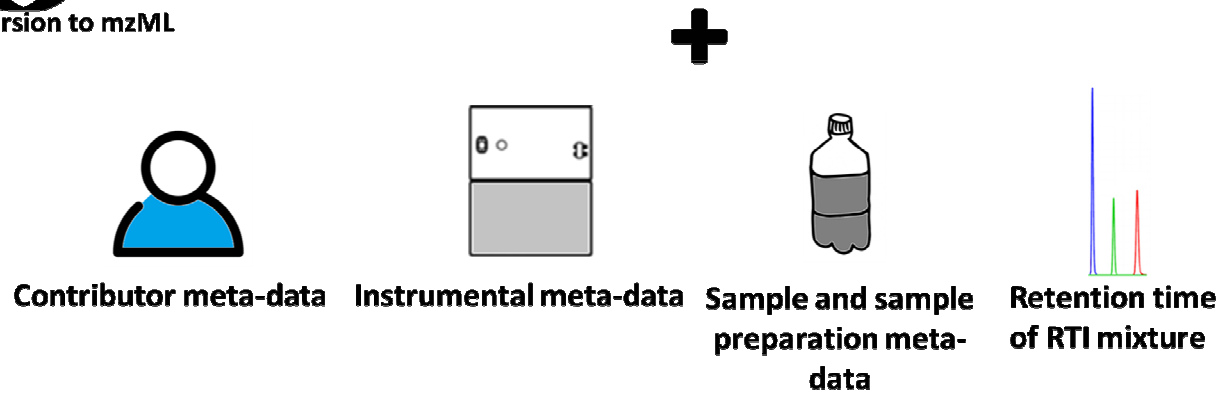 rsion to mzML
Contributor meta-data
Instrumental meta-data
Sample and sample
preparation meta-
data
Retention time
of RTI mixture